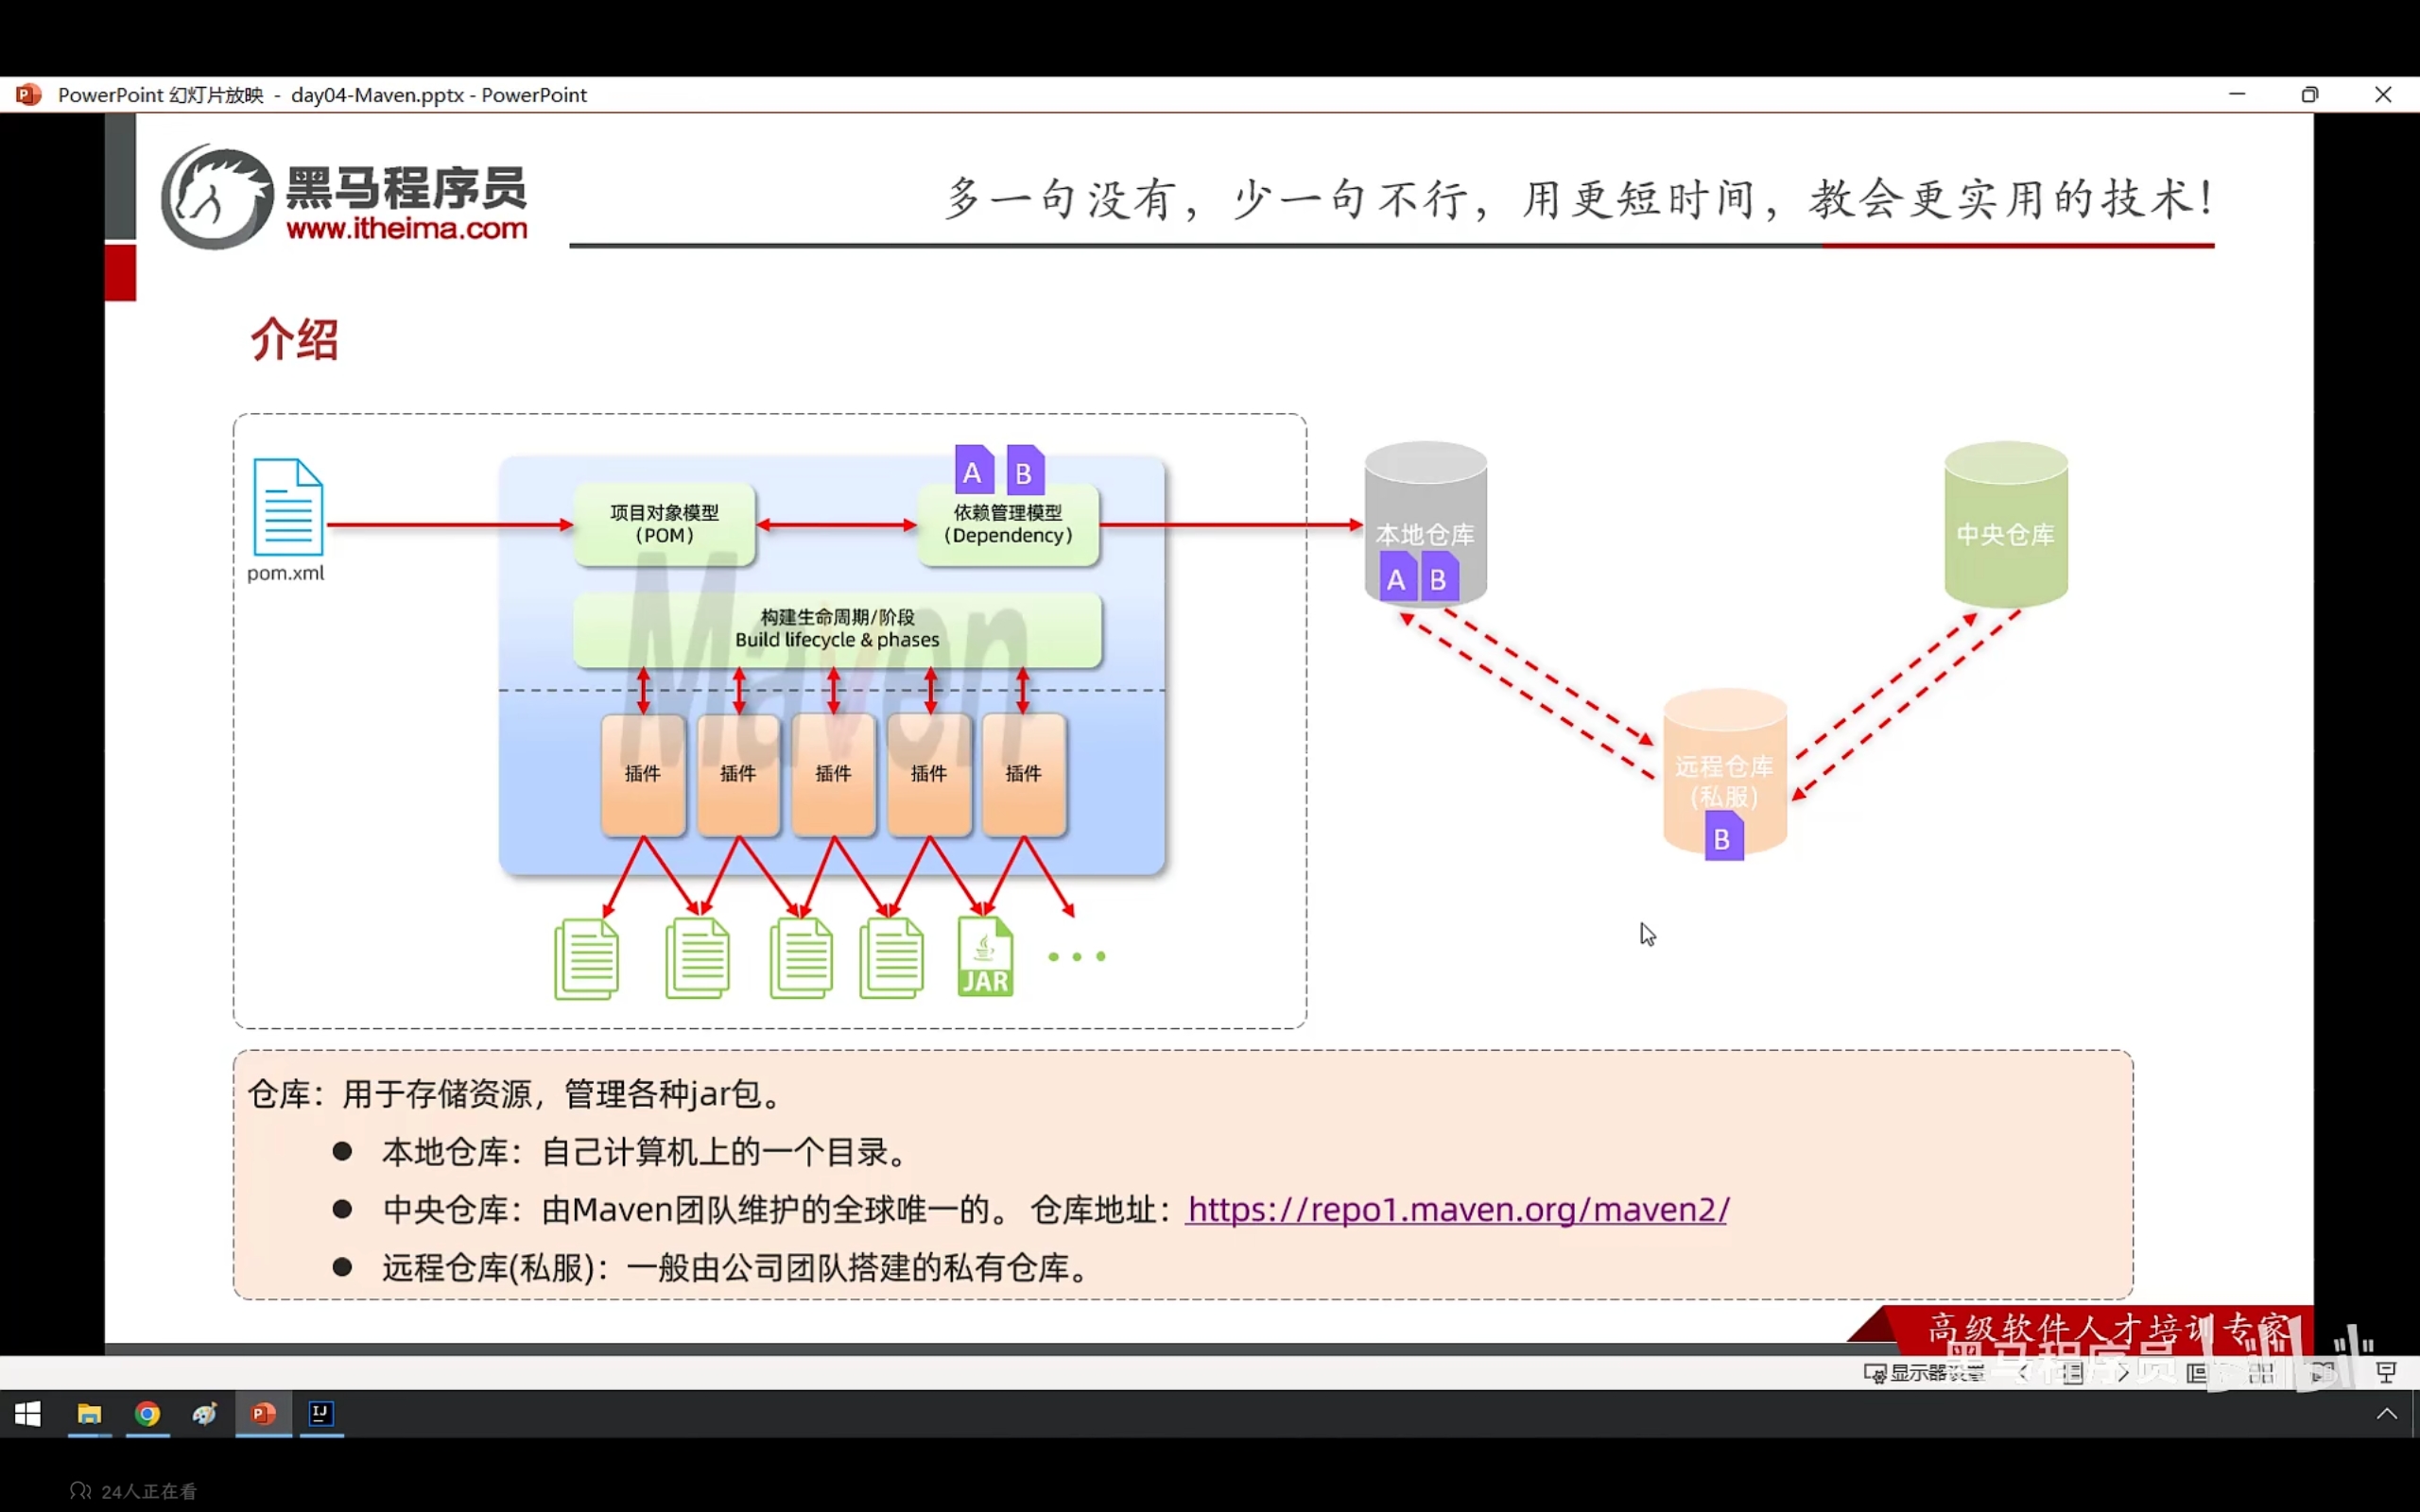 PowerPoint 幻灯片放映 - day04-Maven.pptx - PowerPoint
黑马程序员
www.itheima.com
多一句没有，少一句不行，用更短时间，教会更实用的技术！
介绍
pom.xml
项目对象模型
（POM）
A B
依赖管理模型
（Dependency）
构建生命周期/阶段
Build lifecycle & phases
Maven
插件
插件
插件
插件
插件
JAR
本地仓库
A B
中央仓库
远程仓库
（私服）
B
仓库：用于存储资源，管理各种jar包。
● 本地仓库：自己计算机上的一个目录。
● 中央仓库：由Maven团队维护的全球唯一的。 仓库地址：https://repo1.maven.org/maven2/
● 远程仓库(私服)：一般由公司团队搭建的私有仓库。
高级软件人才培训专家
黑马程序员
显示器设置
24人正在看